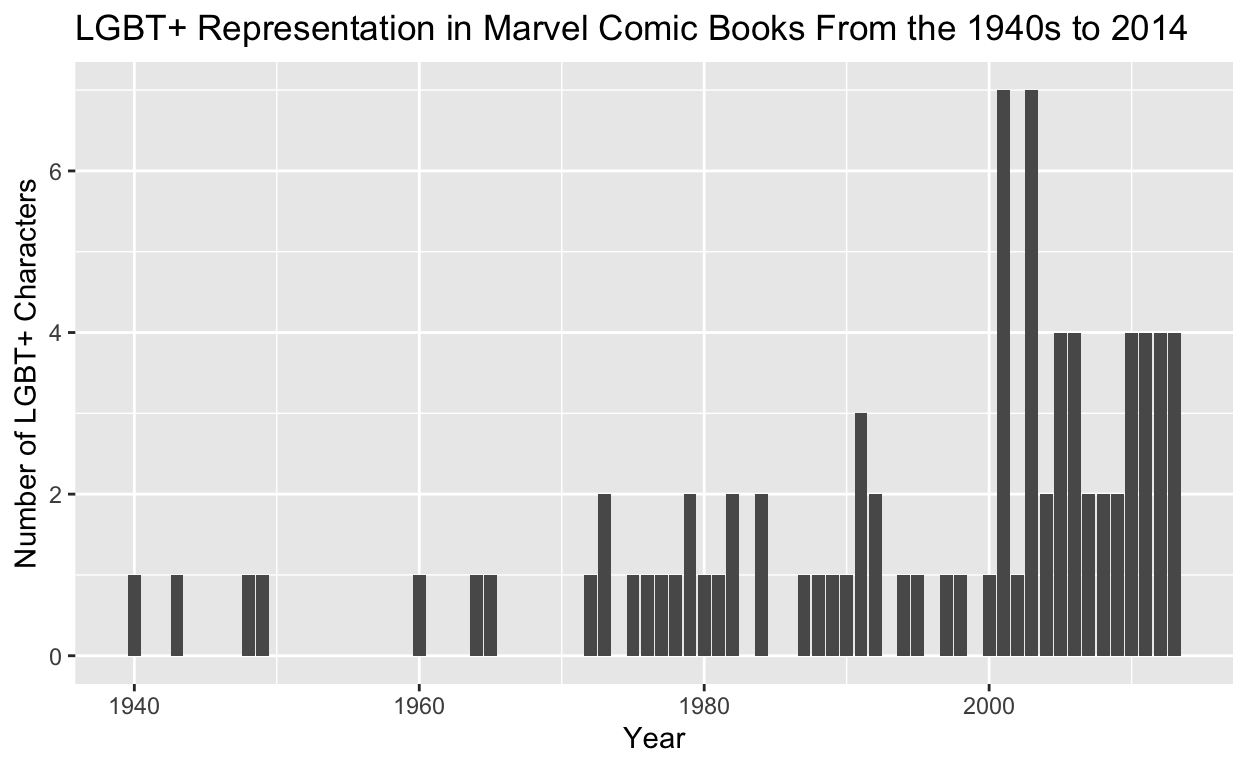 LGBT+ Representation in Marvel Comic Books From the 1940s to 2014
Number of LGBT+ Characters
6
4
2
0
1940 1960 1980 2000
Year